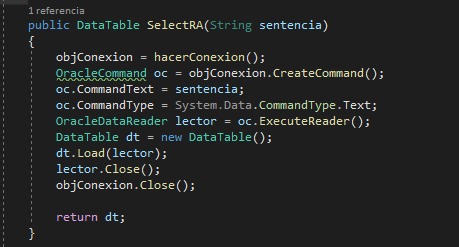 1 referencia
public DataTable SelectRA(String sentencia)
{
objConexion = hacerConexion();
OracleCommand oc = objConexion.CreateCommand();
oc.CommandText = sentencia;
oc.CommandType = System.Data.CommandType.Text;
OracleDataReader lector = oc.ExecuteReader();
DataTable dt = new DataTable();
dt.Load(lector);
lector.Close();
objConexion.Close();
return dt;
}